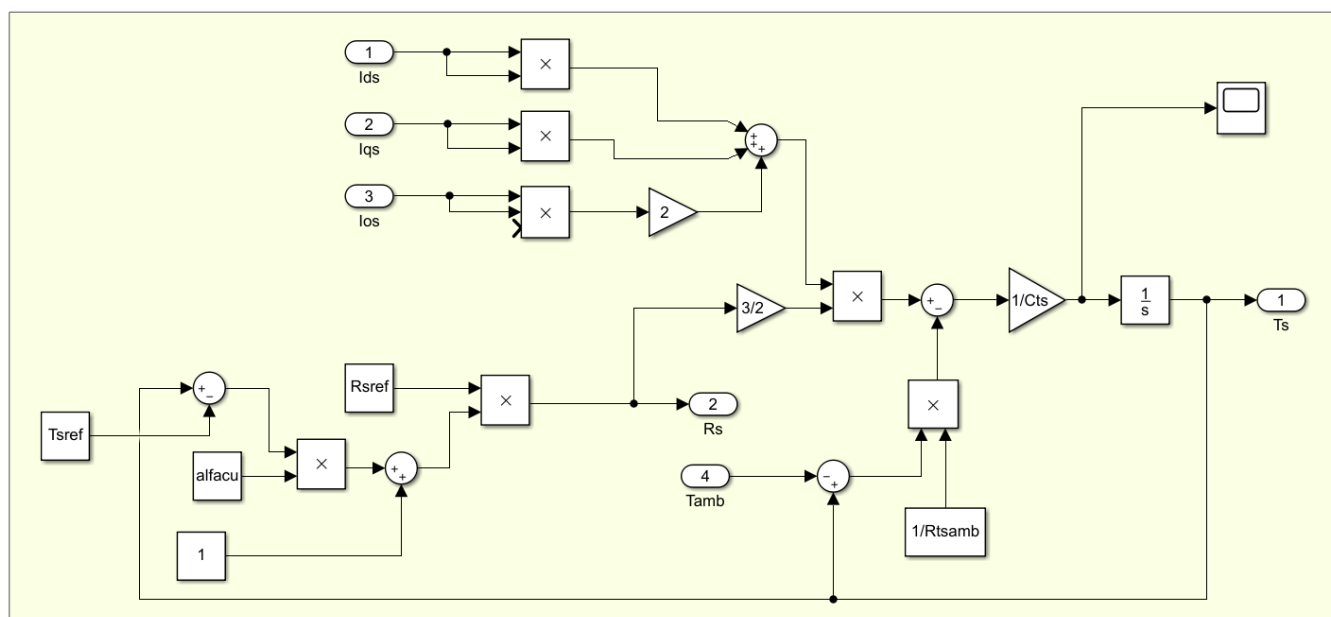 1
Ids
×
2
Iqs
×
+
+
+
3
Ios
×
2
3/2
×
+
−
1/Cts
1
s
1
Ts
Tsref
+
−
Rsref
×
2
Rs
×
alfacu
×
+
+
4
Tamb
−
+
1
1/Rtsamb